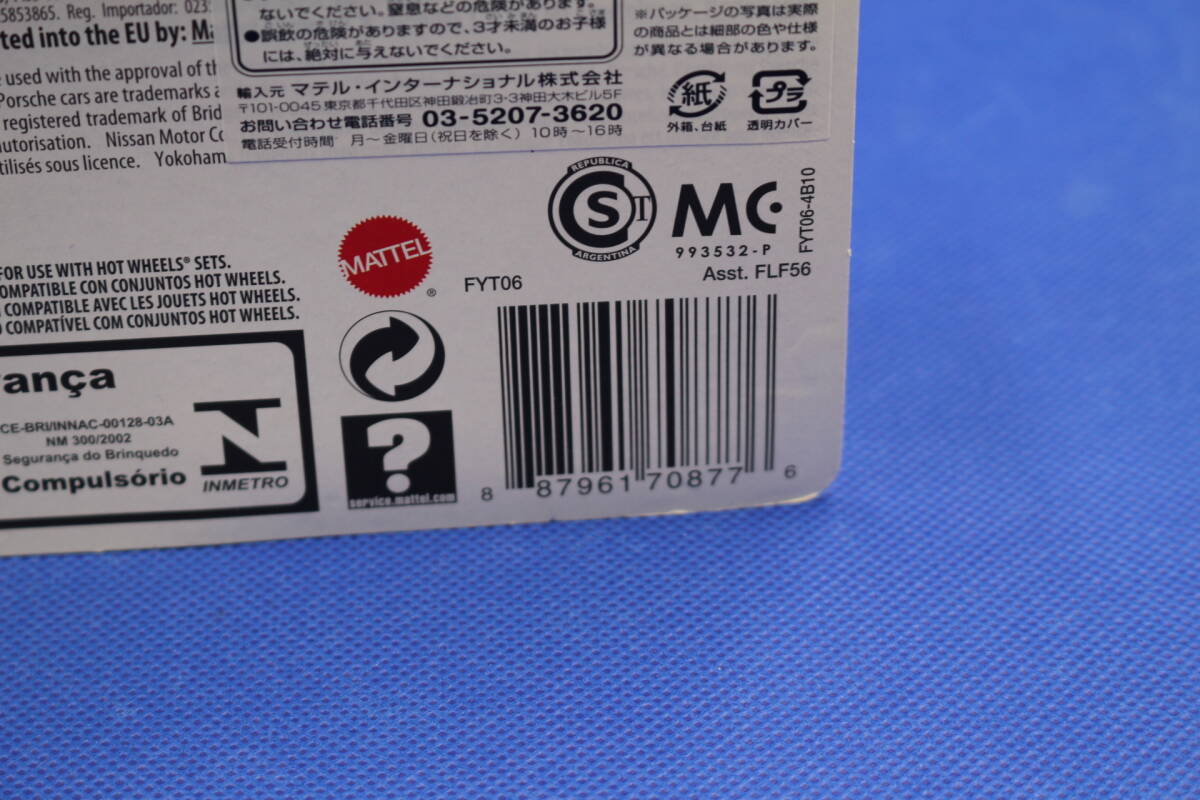 5853865. Reg. Importador: 023
ted into the EU by:
used with the approval of th
Porsche cars are trademarks a
registered trademark of Brid
utorisation. Nissan Motor Co
utilisés sous licence. Yokoham
ないでください。窒息などの危険があります。
●誤飲の危険がありますので、3才未満のお子様
には、絶対に与えないでください。
輸入元 マテル・インターナショナル株式会社
〒101-0045 東京都千代田区神田鍛冶町3-3神田大木ビル5F
お問い合わせ電話番号 03-5207-3620
電話受付時間 月〜金曜日(祝日を除く) 10時〜16時
※パッケージの写真は実際
の商品とは細部の色や仕様
が異なる場合があります。
紙
外箱、台紙
プラ
透明カバー
REPUBLICA
CST
ARGENTINA
MC
993532-P
FYT06-4B10
Asst. FLF56
FYT06
MATTEL®
FOR USE WITH HOT WHEELS® SETS.
OMPATIBLE CON CONJUNTOS HOT WHEELS.
COMPATIBLE AVEC LES JOUETS HOT WHEELS.
O COMPATÍVEL COM CONJUNTOS HOT WHEELS.
ança
CE-BRI/INNAC-00128-03A
NM 300/2002
Segurança do Brinquedo
Compulsório
INMETRO
?
service.mattel.com
8 87961 70877 6